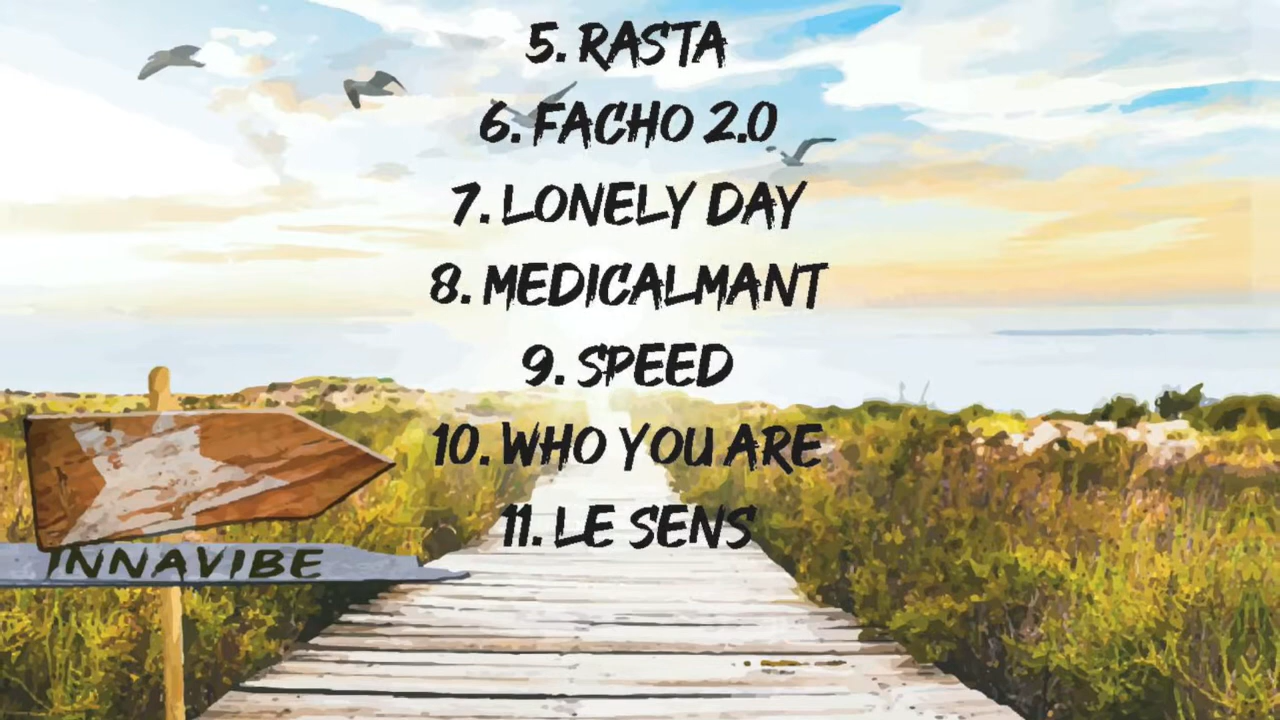 5. RASTA
6. FACHO 2.0
7. LONELY DAY
8. MEDICALMANT
9. SPEED
10. WHO YOU ARE
11. LE SENS
INNAVIBE